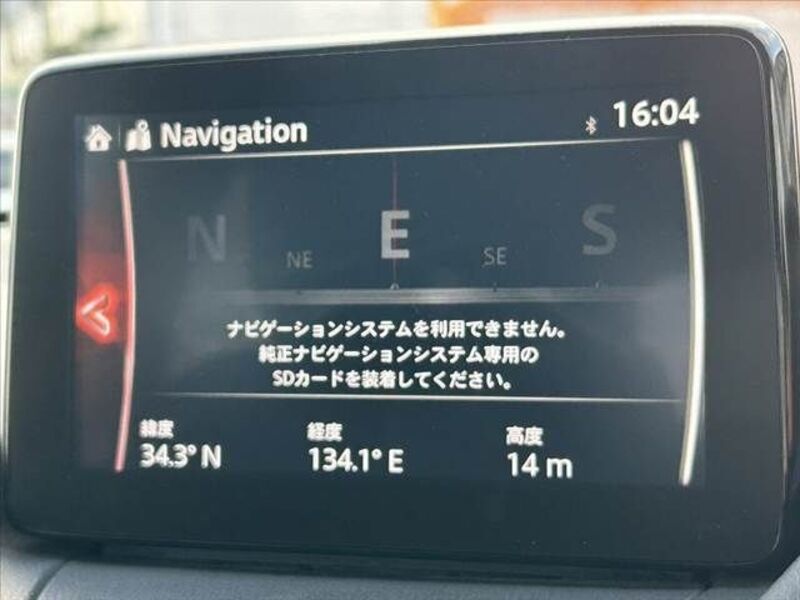 Navigation
16:04
N NE E SE S
ナビゲーションシステムを利用できません。
純正ナビゲーションシステム専用の
SDカードを装着してください。
緯度 経度 高度
34.3° N 134.1° E 14 m